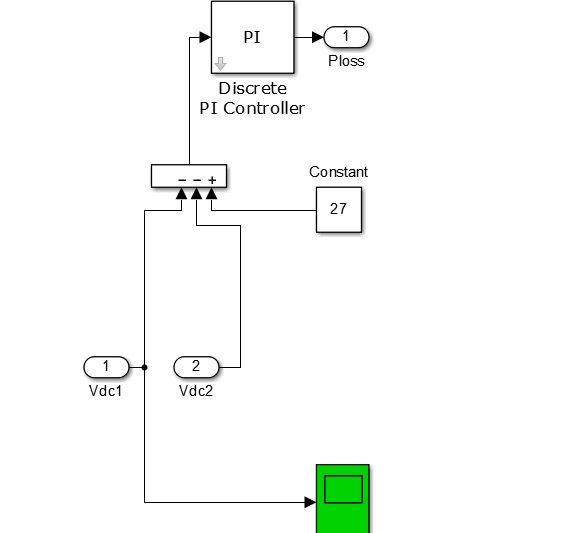 PI
1
Ploss
Discrete
PI Controller
− − +
Constant
27
1
2
Vdc1
Vdc2